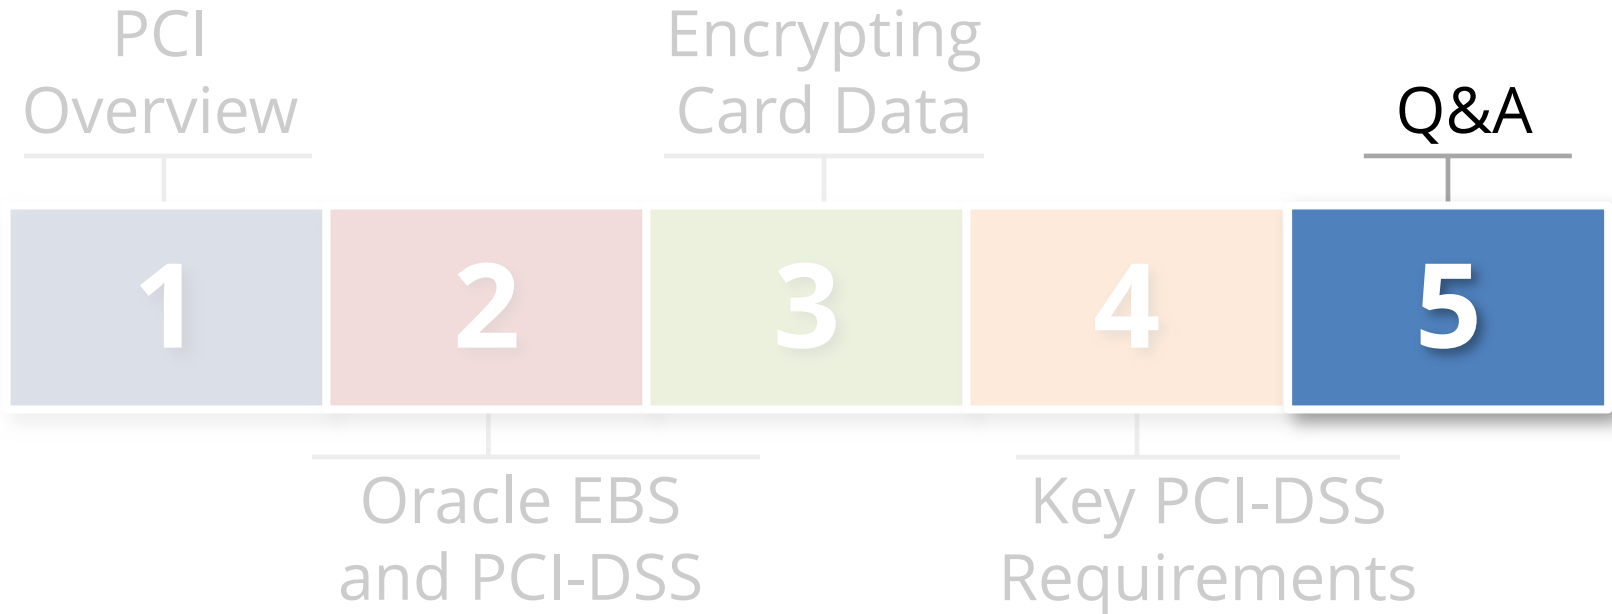 PCI
Overview
Encrypting
Card Data
Q&A
1
2
3
4
5
Oracle EBS
and PCI-DSS
Key PCI-DSS
Requirements